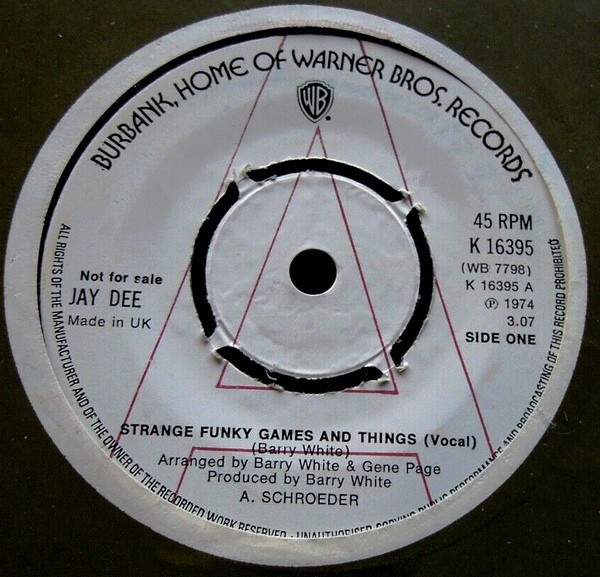 BURBANK, HOME OF WARNER BROS. RECORDS
WB
45 RPM
K 16395
(WB 7798)
K 16395 A
Ⓟ 1974
3.07
SIDE ONE
Not for sale
JAY DEE
Made in UK
STRANGE FUNKY GAMES AND THINGS (Vocal)
(Barry White)
Arranged by Barry White & Gene Page
Produced by Barry White
A. SCHROEDER
ALL RIGHTS OF THE MANUFACTURER AND OF THE OWNER OF THE RECORDED WORK RESERVED · UNAUTHORISED COPYING PUBLIC PERFORMANCE AND BROADCASTING OF THIS RECORD PROHIBITED